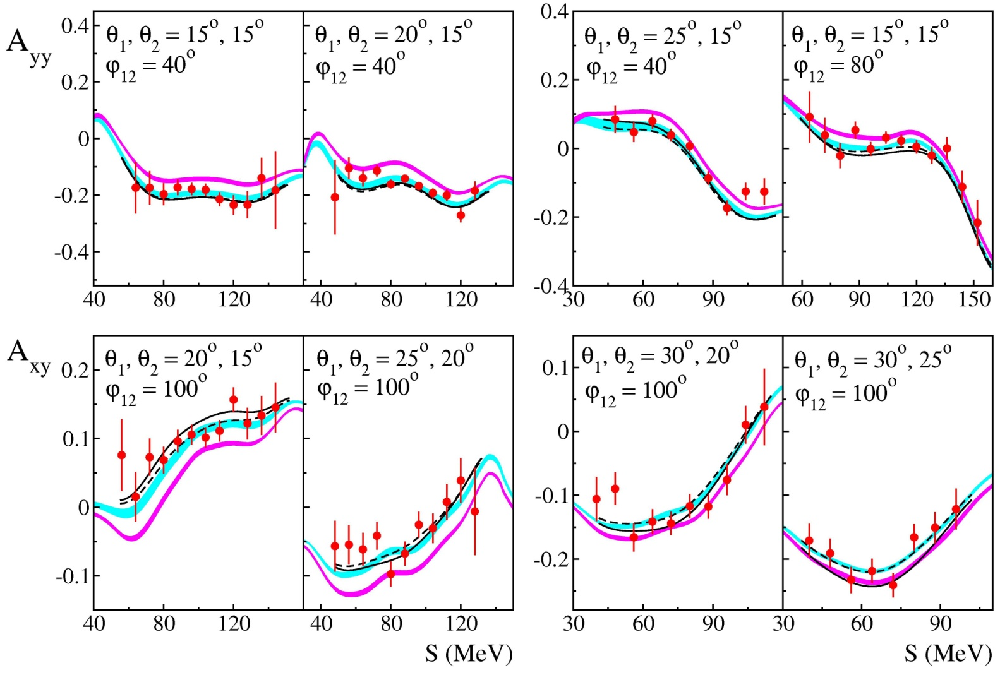 A_yy
0.4
0.2
0
-0.2
-0.4
θ_1, θ_2 = 15°, 15°
φ_12 = 40°
θ_1, θ_2 = 20°, 15°
φ_12 = 40°
40 80 120 40 80 120
0.4
0.2
0
-0.2
-0.4
θ_1, θ_2 = 25°, 15°
φ_12 = 40°
θ_1, θ_2 = 15°, 15°
φ_12 = 80°
30 60 90 60 90 120 150
A_xy
0.2
0.1
0
-0.1
θ_1, θ_2 = 20°, 15°
φ_12 = 100°
θ_1, θ_2 = 25°, 20°
φ_12 = 100°
40 80 120 40 80 120
S (MeV)
0.1
0
-0.1
-0.2
θ_1, θ_2 = 30°, 20°
φ_12 = 100°
θ_1, θ_2 = 30°, 25°
φ_12 = 100°
30 60 90 30 60 90
S (MeV)